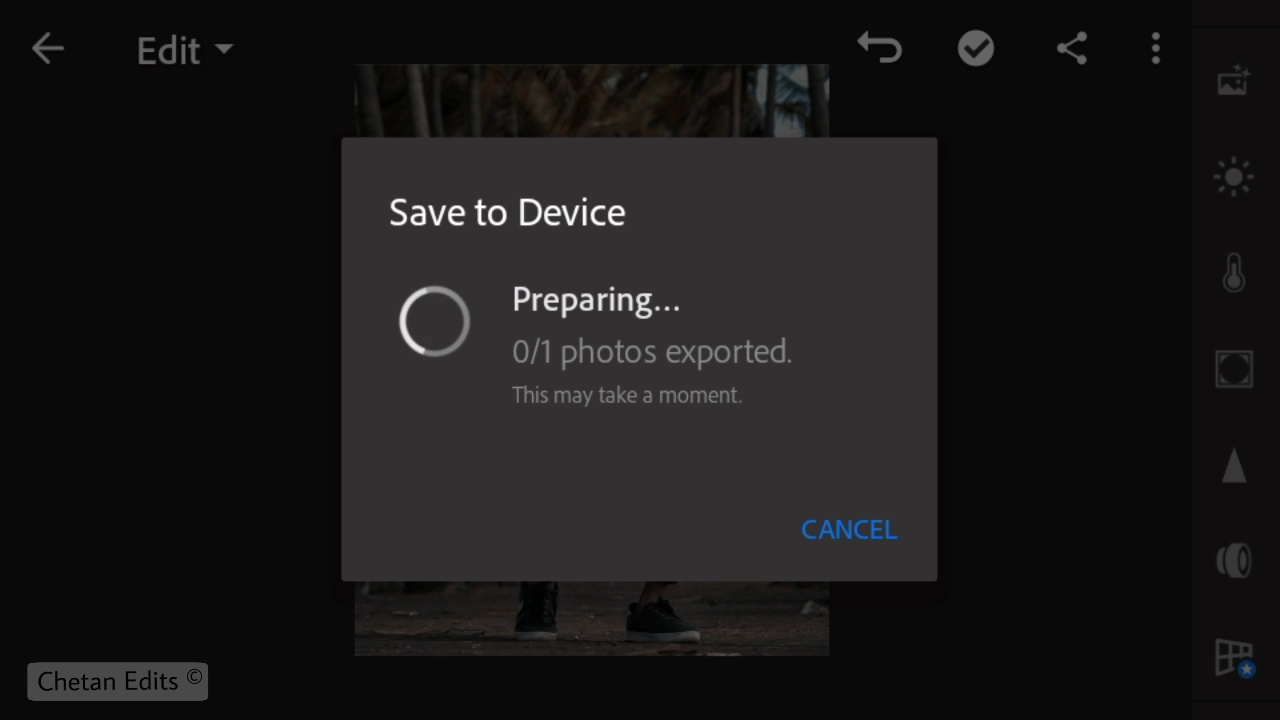 Edit
Save to Device
Preparing...
0/1 photos exported.
This may take a moment.
CANCEL
Chetan Edits ©